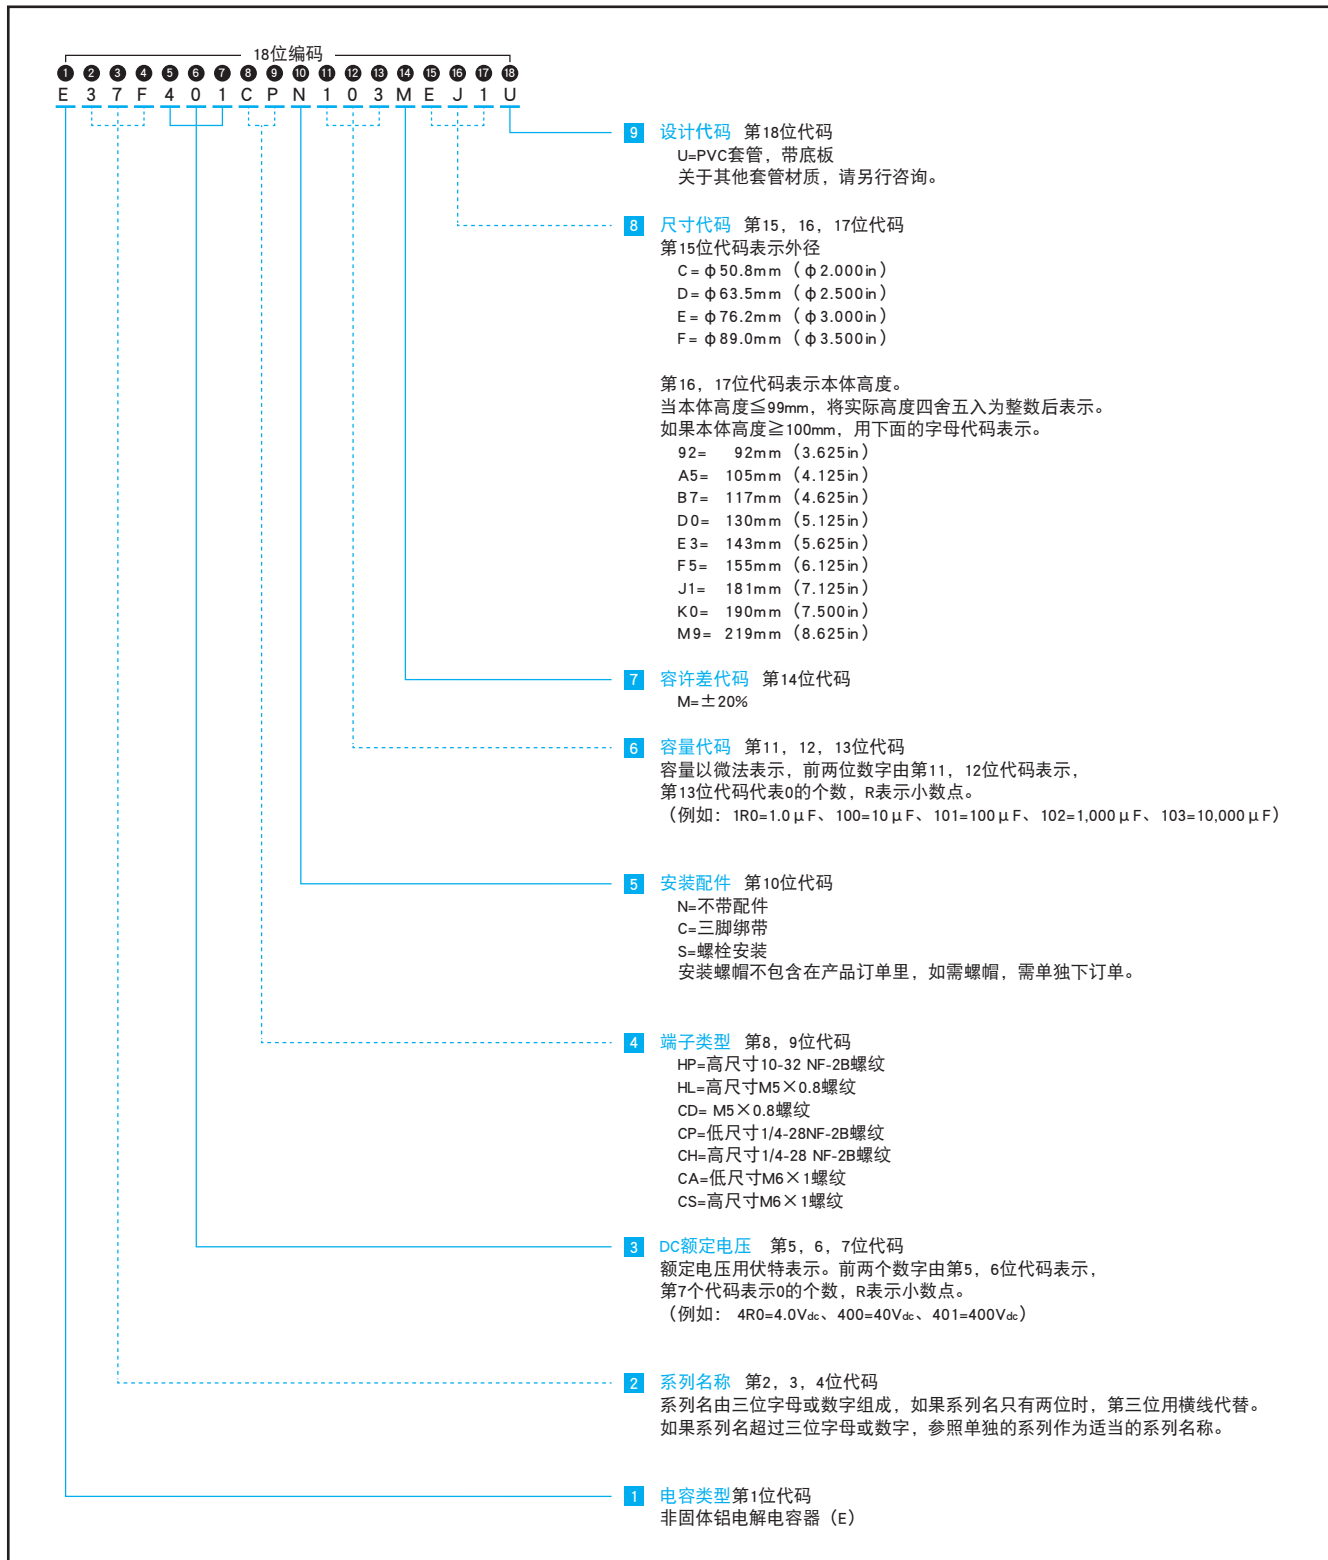 18位编码
1 2 3 4 5 6 7 8 9 10 11 12 13 14 15 16 17 18
E 3 7 F 4 0 1 C P N 1 0 3 M E J 1 U
9 设计代码 第18位代码
U=PVC套管，带底板
关于其他套管材质，请另行咨询。
8 尺寸代码 第15，16，17位代码
第15位代码表示外径
C=φ50.8mm（φ2.000in）
D=φ63.5mm（φ2.500in）
E=φ76.2mm（φ3.000in）
F=φ89.0mm（φ3.500in）
第16，17位代码表示本体高度。
当本体高度≦99mm，将实际高度四舍五入为整数后表示。
如果本体高度≧100mm，用下面的字母代码表示。
92= 92mm（3.625in）
A5= 105mm（4.125in）
B7= 117mm（4.625in）
D0= 130mm（5.125in）
E3= 143mm（5.625in）
F5= 155mm（6.125in）
J1= 181mm（7.125in）
K0= 190mm（7.500in）
M9= 219mm（8.625in）
7 容许差代码 第14位代码
M=±20%
6 容量代码 第11，12，13位代码
容量以微法表示，前两位数字由第11，12位代码表示，
第13位代码代表0的个数，R表示小数点。
（例如：1R0=1.0μF、100=10μF、101=100μF、102=1,000μF、103=10,000μF）
5 安装配件 第10位代码
N=不带配件
C=三脚绑带
S=螺栓安装
安装螺帽不包含在产品订单里，如需螺帽，需单独下订单。
4 端子类型 第8，9位代码
HP=高尺寸10-32 NF-2B螺纹
HL=高尺寸M5×0.8螺纹
CD= M5×0.8螺纹
CP=低尺寸1/4-28NF-2B螺纹
CH=高尺寸1/4-28 NF-2B螺纹
CA=低尺寸M6×1螺纹
CS=高尺寸M6×1螺纹
3 DC额定电压 第5，6，7位代码
额定电压用伏特表示。前两个数字由第5，6位代码表示，
第7个代码表示0的个数，R表示小数点。
（例如： 4R0=4.0Vdc、400=40Vdc、401=400Vdc）
2 系列名称 第2，3，4位代码
系列名由三位字母或数字组成，如果系列名只有两位时，第三位用横线代替。
如果系列名超过三位字母或数字，参照单独的系列作为适当的系列名称。
1 电容类型第1位代码
非固体铝电解电容器（E）